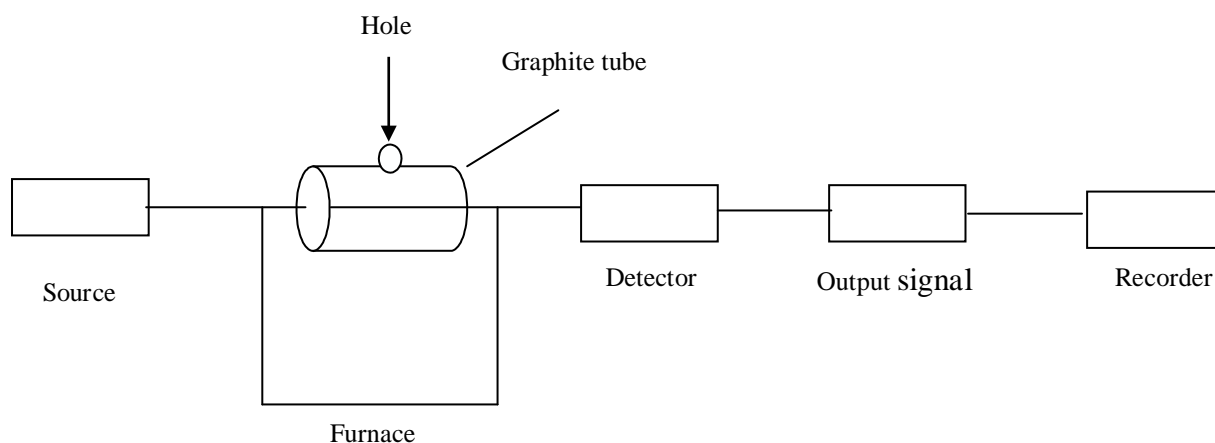 Hole
Graphite tube
Source
Detector
Output signal
Recorder
Furnace